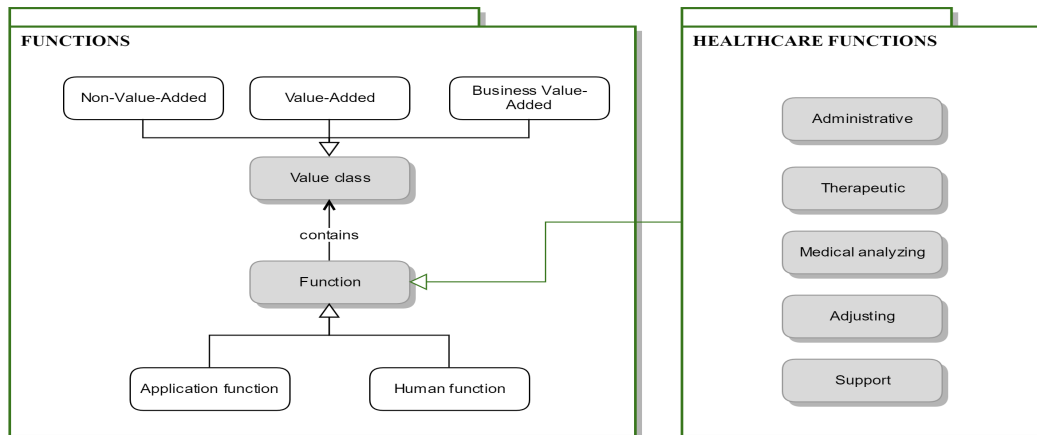 FUNCTIONS
Non-Value-Added
Value-Added
Business Value-
Added
Value class
contains
Function
Application function
Human function
HEALTHCARE FUNCTIONS
Administrative
Therapeutic
Medical analyzing
Adjusting
Support